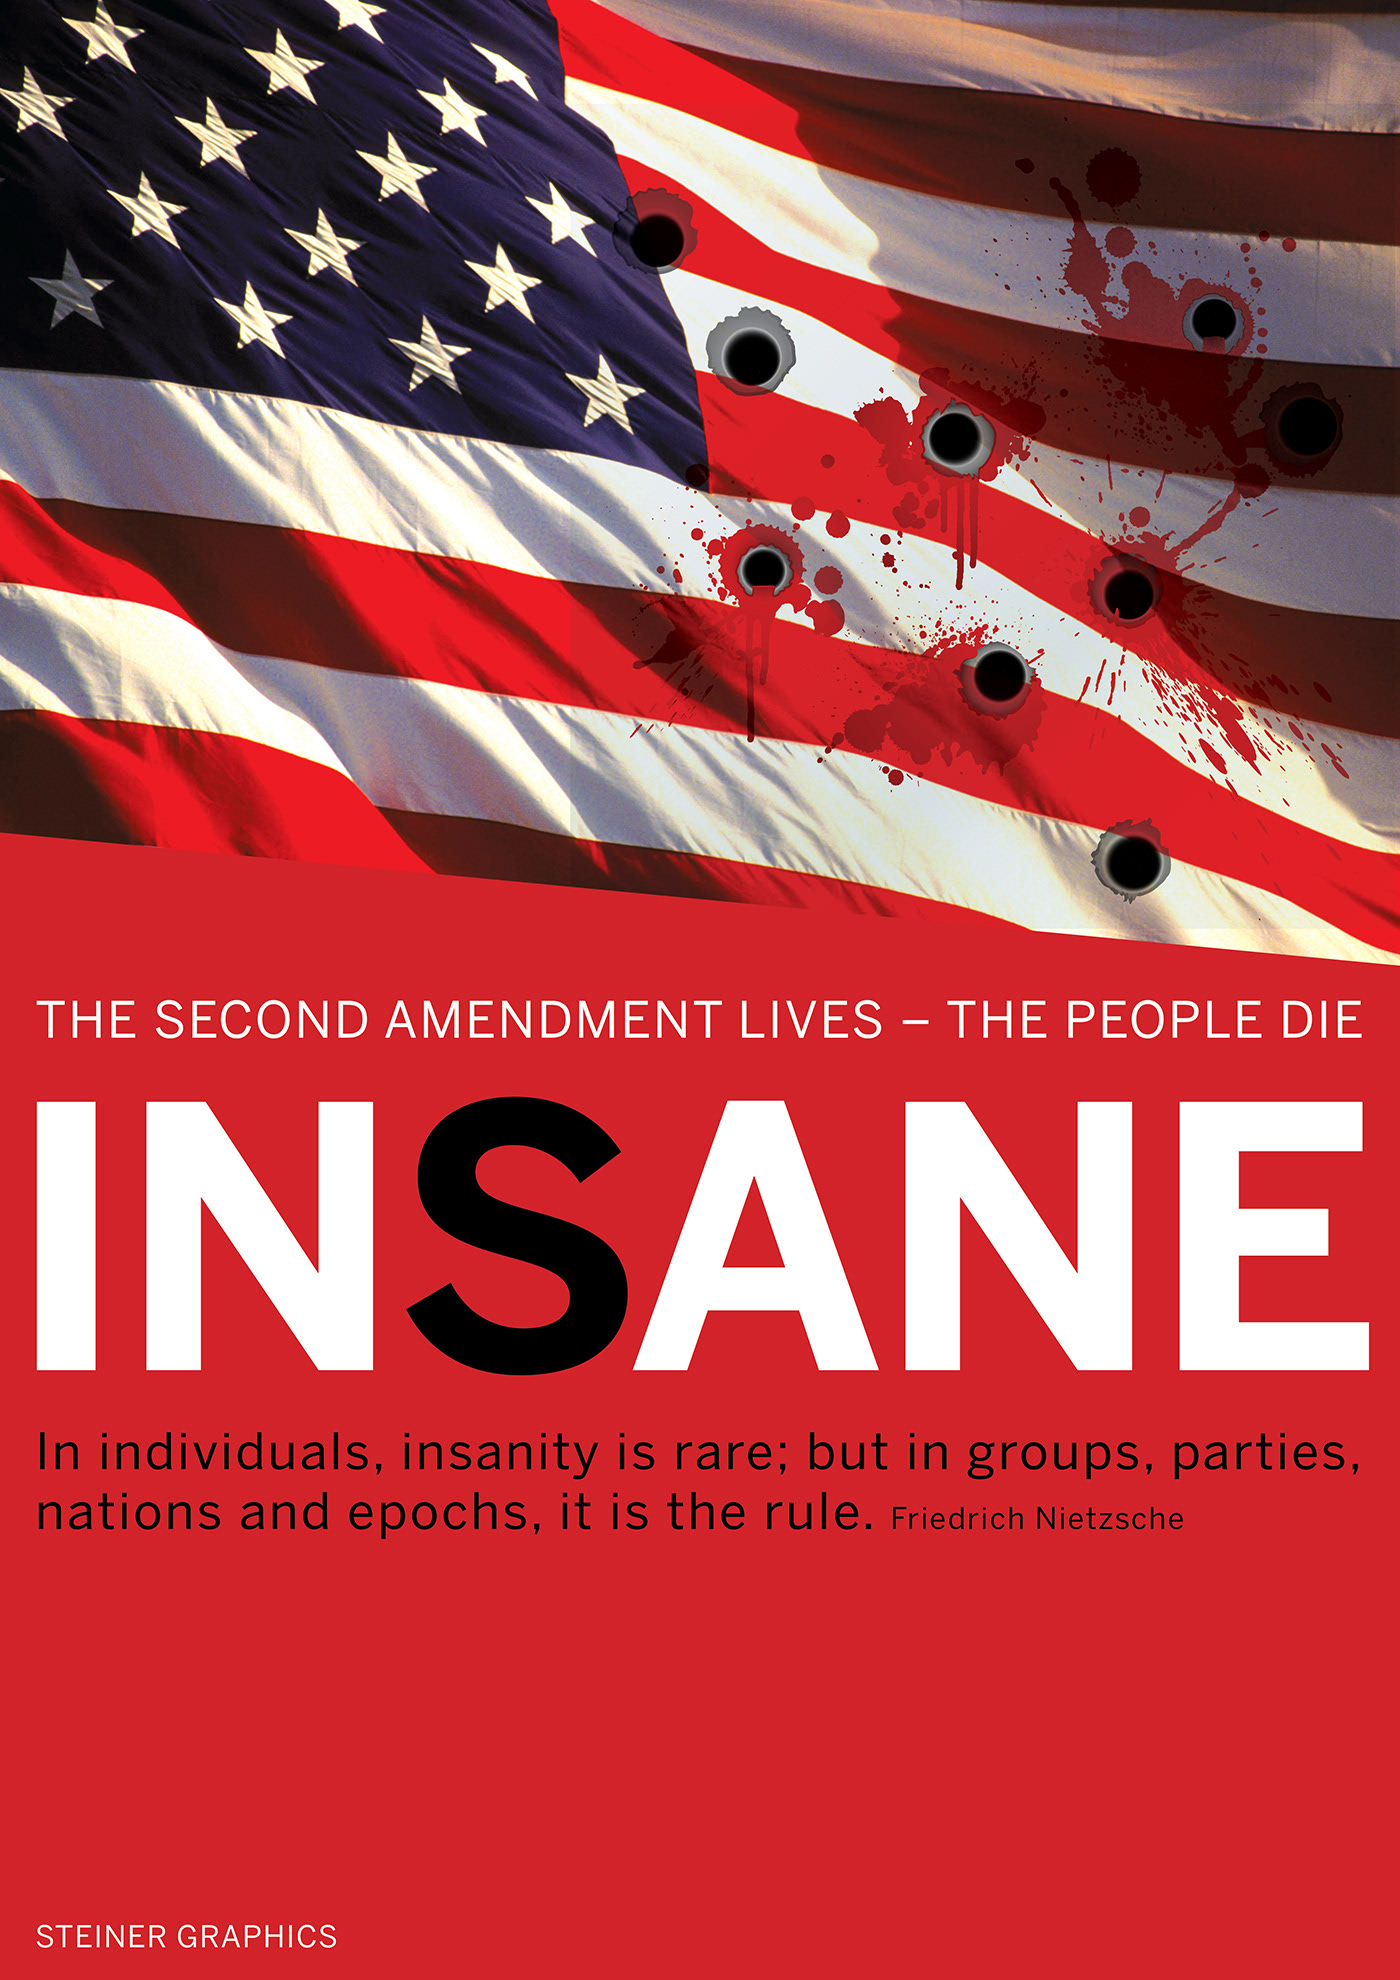 THE SECOND AMENDMENT LIVES – THE PEOPLE DIE
INSANE
In individuals, insanity is rare; but in groups, parties,
nations and epochs, it is the rule. Friedrich Nietzsche
STEINER GRAPHICS